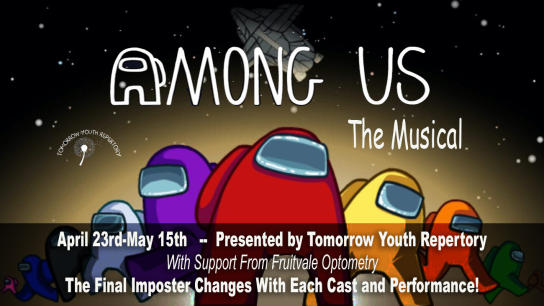 AMONG US
The Musical
TOMORROW YOUTH REPERTORY
April 23rd-May 15th -- Presented by Tomorrow Youth Repertory
With Support From Fruitvale Optometry
The Final Imposter Changes With Each Cast and Performance!